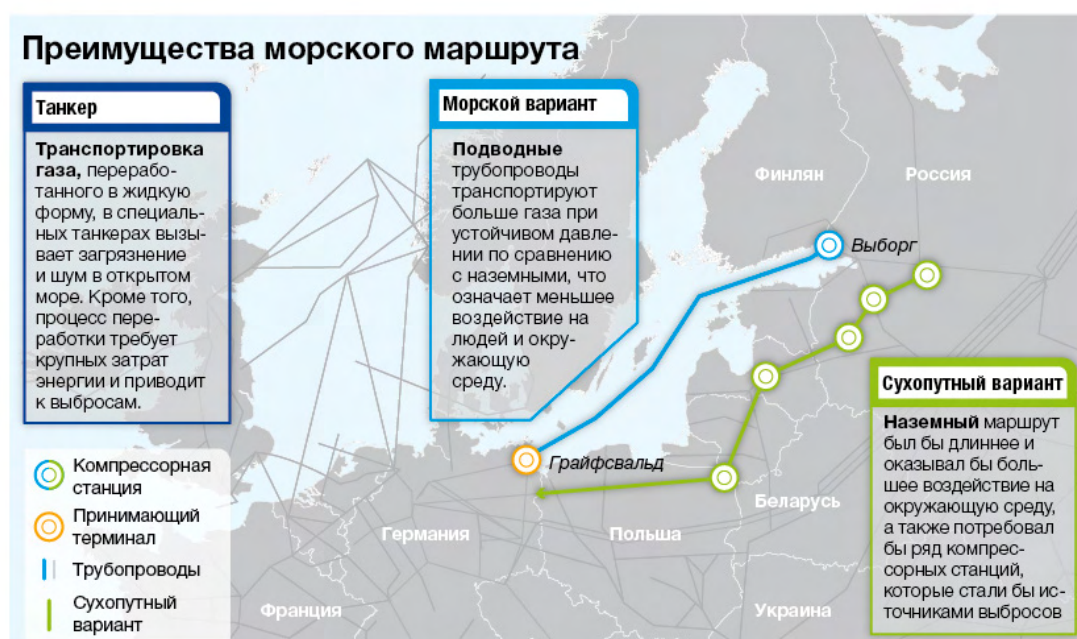 Преимущества морского маршрута
Танкер
Транспортировка
газа, перерабо-
танного в жидкую
форму, в специаль-
ных танкерах вызы-
вает загрязнение
и шум в открытом
море. Кроме того,
процесс пере-
работки требует
крупных затрат
энергии и приводит
к выбросам.
Морской вариант
Подводные
трубопроводы
транспортируют
больше газа при
устойчивом давле-
нии по сравнению
с наземными, что
означает меньшее
воздействие на
людей и окру-
жающую
среду.
Финлян
Россия
Выборг
Сухопутный вариант
Наземный маршрут
был бы длиннее и
оказывал бы боль-
шее воздействие на
окружающую среду,
а также потребовал
бы ряд компрес-
сорных станций,
которые стали бы ис-
точниками выбросов
Грайфсвальд
Беларусь
Германия
Польша
Франция
Украина
Компрессорная
станция
Принимающий
терминал
Трубопроводы
Сухопутный
вариант